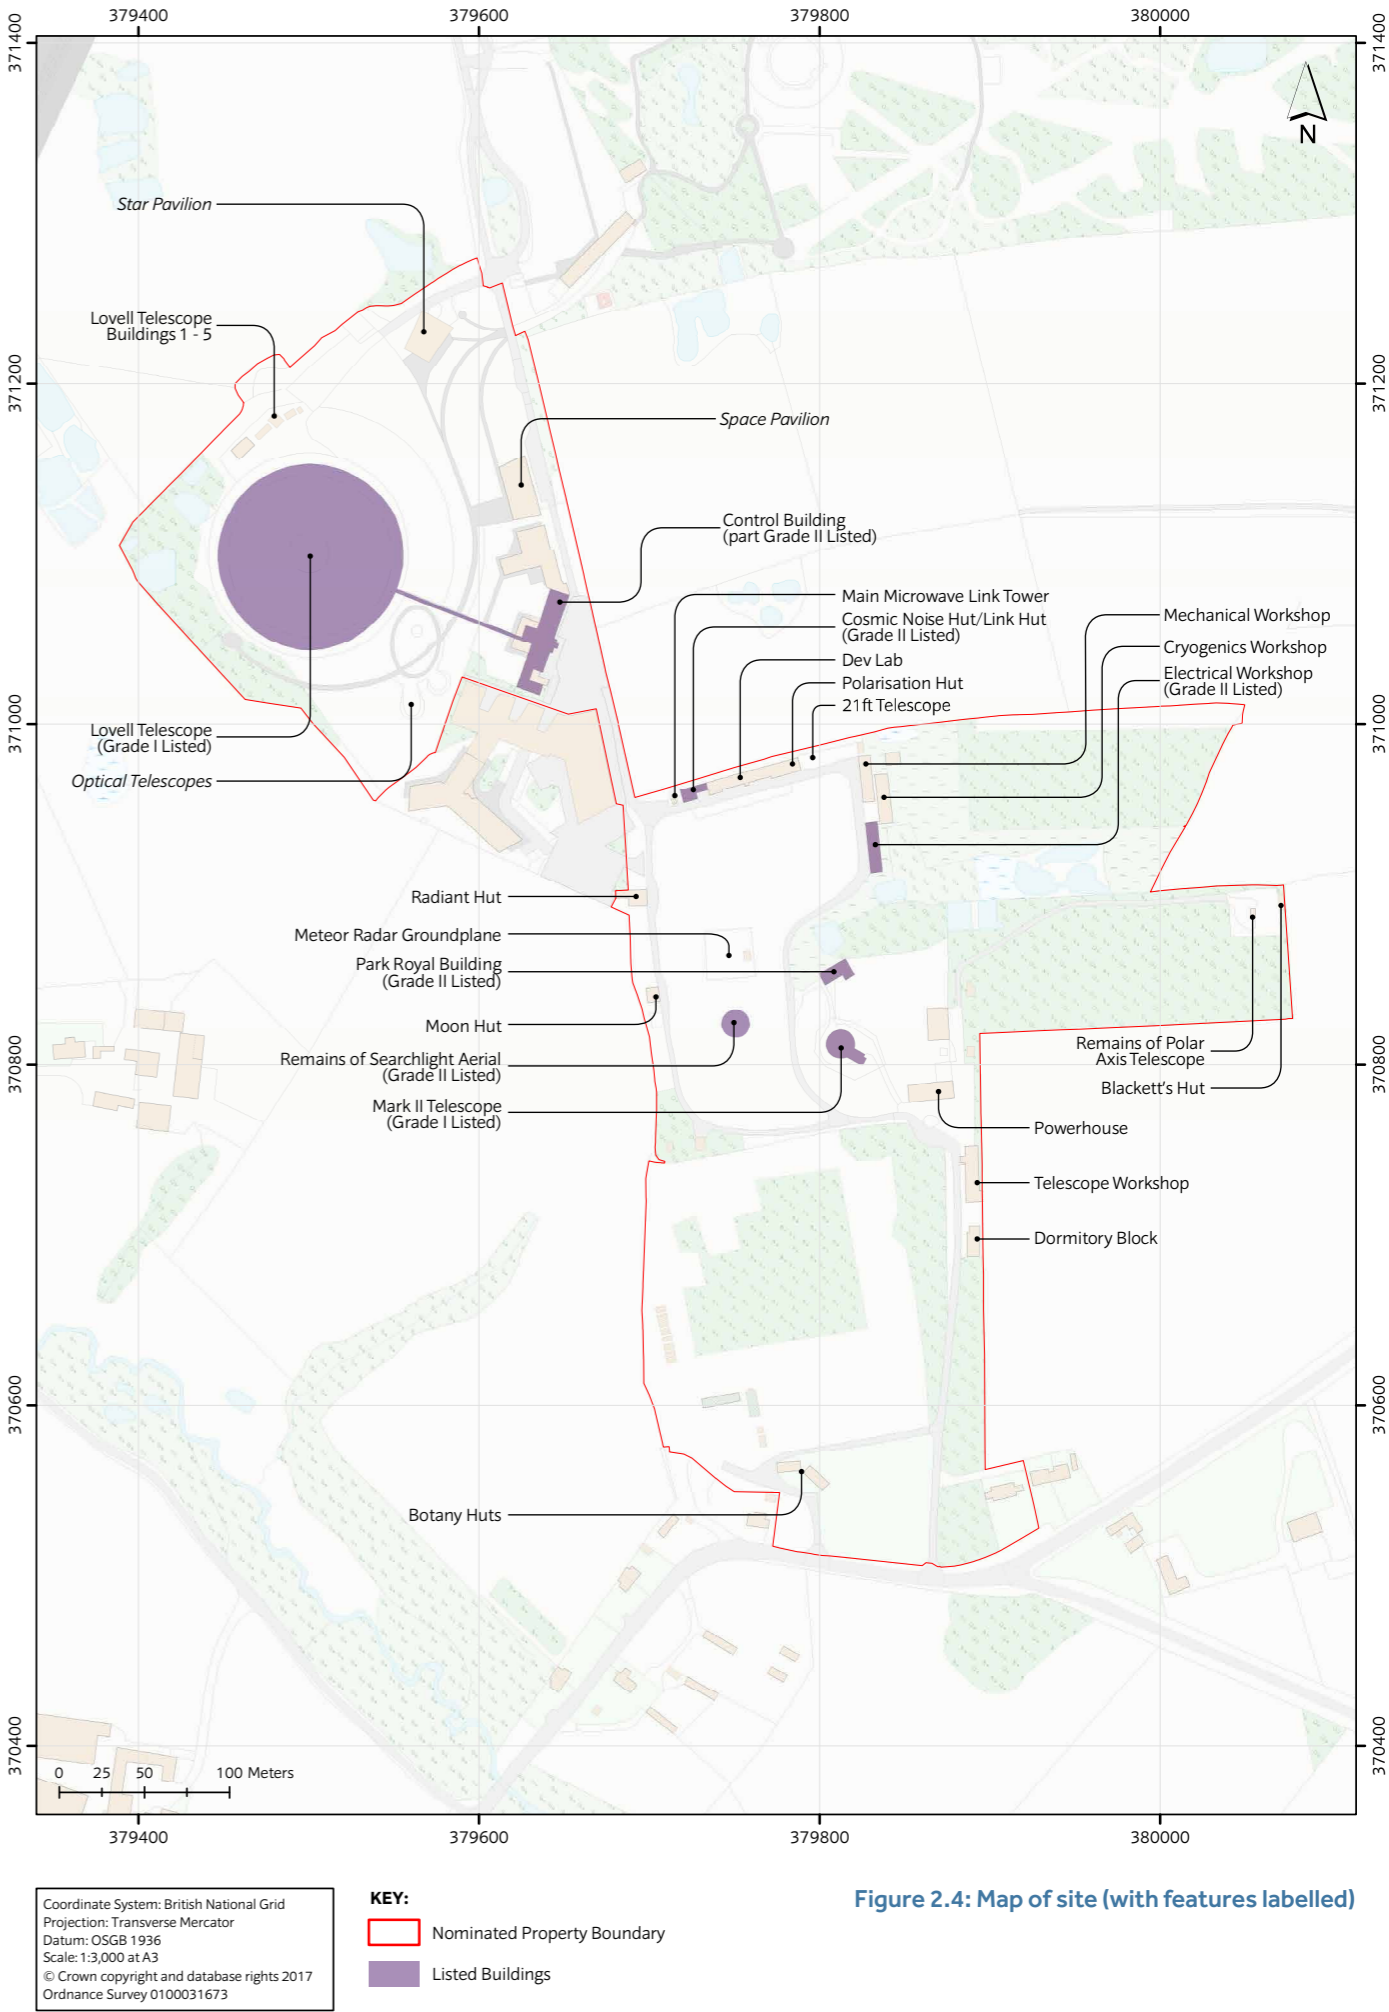 379400
379600
379800
380000
371400
371400
N
Star Pavilion
Lovell Telescope
Buildings 1 - 5
371200
371200
Space Pavilion
Control Building
(part Grade II Listed)
Main Microwave Link Tower
Cosmic Noise Hut/Link Hut
(Grade II Listed)
Dev Lab
Polarisation Hut
21ft Telescope
Mechanical Workshop
Cryogenics Workshop
Electrical Workshop
(Grade II Listed)
371000
371000
Lovell Telescope
(Grade I Listed)
Optical Telescopes
Radiant Hut
Meteor Radar Groundplane
Park Royal Building
(Grade II Listed)
Moon Hut
Remains of Searchlight Aerial
(Grade II Listed)
Mark II Telescope
(Grade I Listed)
Remains of Polar
Axis Telescope
Blackett's Hut
370800
370800
Powerhouse
Telescope Workshop
Dormitory Block
370600
370600
Botany Huts
370400
370400
0 25 50 100 Meters
379400
379600
379800
380000
Coordinate System: British National Grid
Projection: Transverse Mercator
Datum: OSGB 1936
Scale: 1:3,000 at A3
© Crown copyright and database rights 2017
Ordnance Survey 0100031673
KEY:
Nominated Property Boundary
Listed Buildings
Figure 2.4: Map of site (with features labelled)